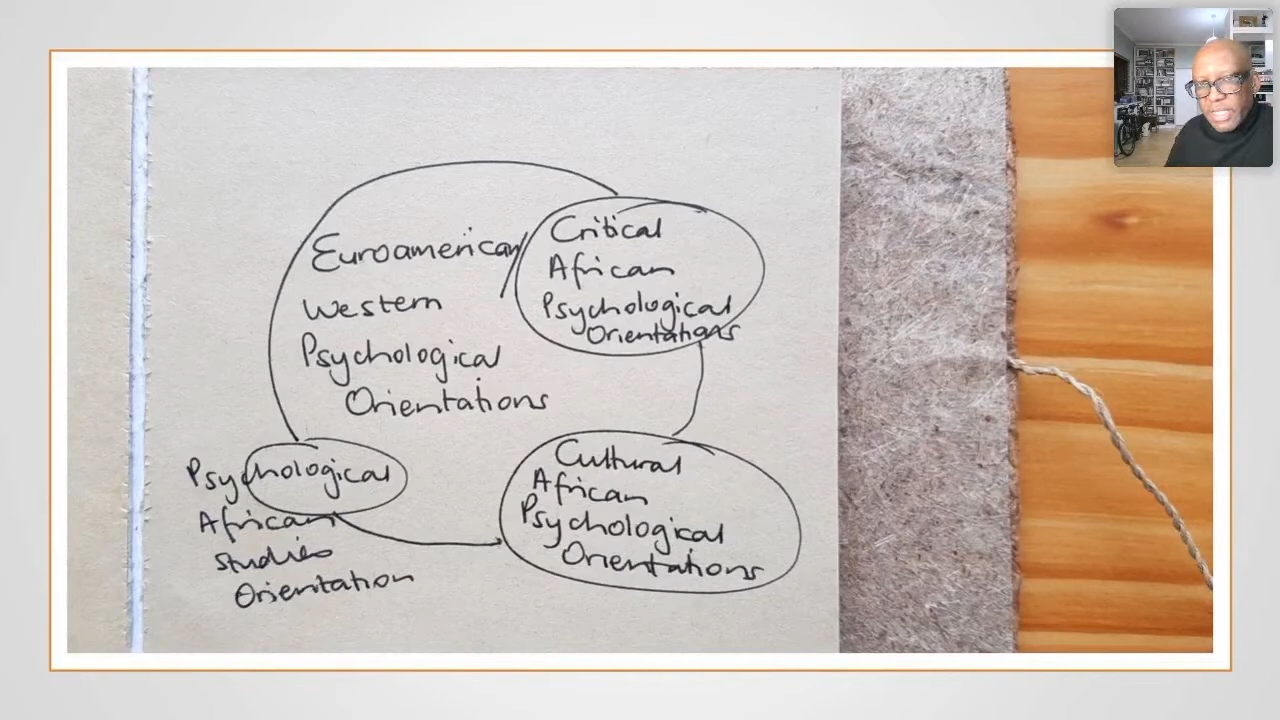 Euroamerican/
Western
Psychological
Orientations
Critical
African
Psychological
Orientations
Psychological
African
Studies
Orientation
Cultural
African
Psychological
Orientations